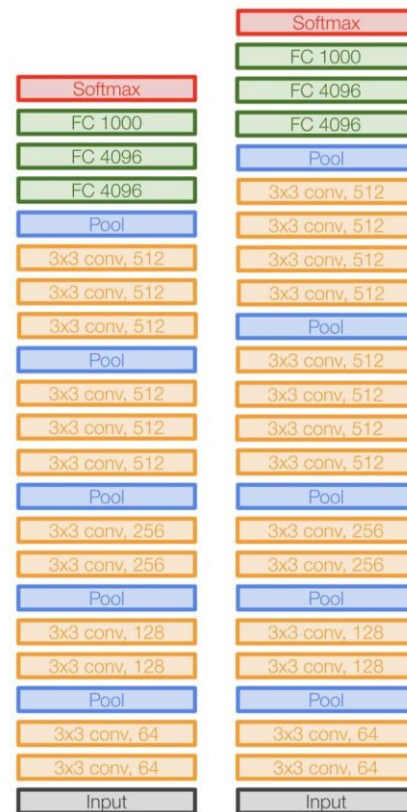 Softmax
FC 1000
FC 4096
FC 4096
Pool
3x3 conv, 512
3x3 conv, 512
3x3 conv, 512
Pool
3x3 conv, 512
3x3 conv, 512
3x3 conv, 512
Pool
3x3 conv, 256
3x3 conv, 256
Pool
3x3 conv, 128
3x3 conv, 128
Pool
3x3 conv, 64
3x3 conv, 64
Input
Softmax
FC 1000
FC 4096
FC 4096
Pool
3x3 conv, 512
3x3 conv, 512
3x3 conv, 512
3x3 conv, 512
Pool
3x3 conv, 512
3x3 conv, 512
3x3 conv, 512
3x3 conv, 512
Pool
3x3 conv, 256
3x3 conv, 256
Pool
3x3 conv, 128
3x3 conv, 128
Pool
3x3 conv, 64
3x3 conv, 64
Input